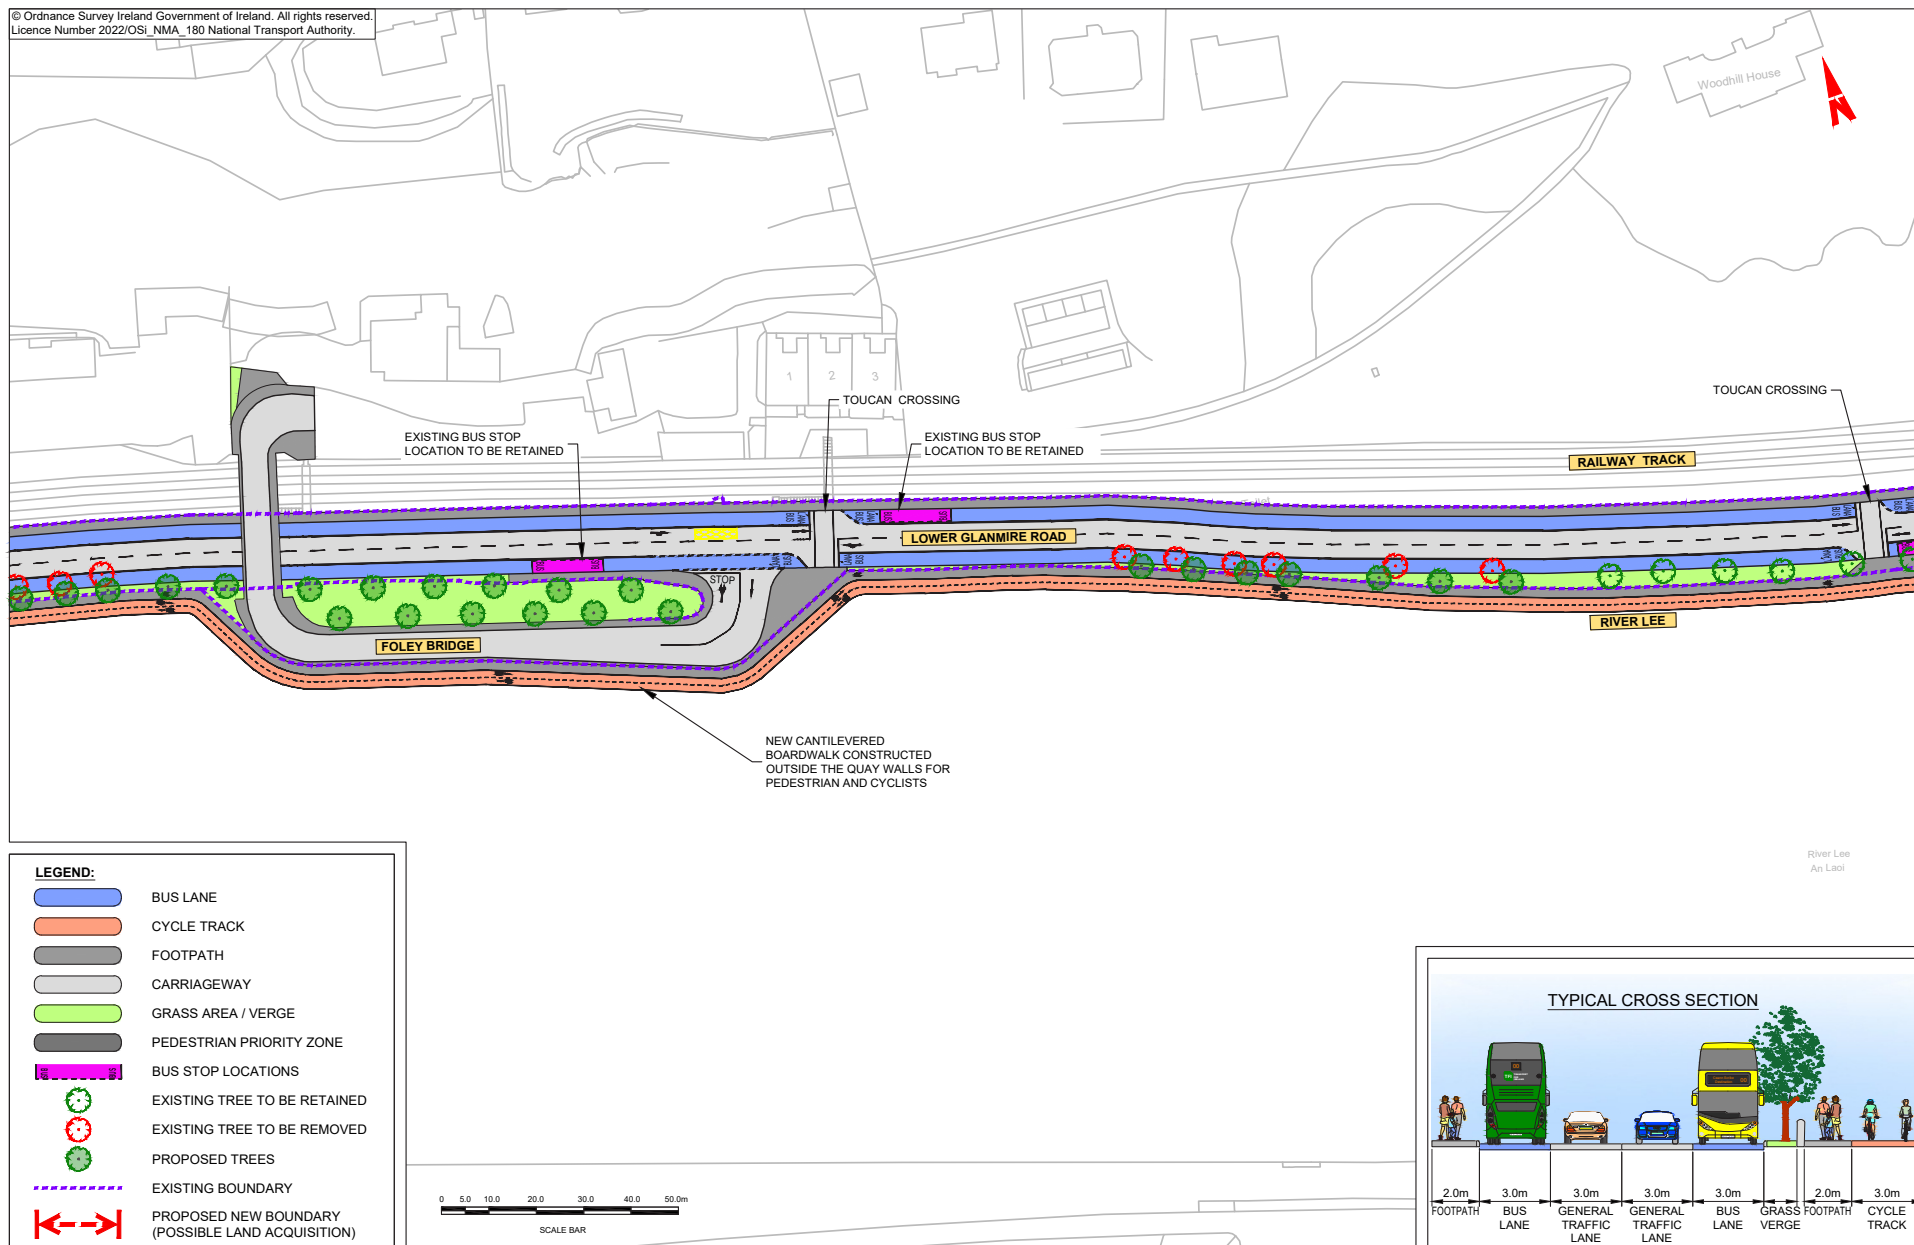 © Ordnance Survey Ireland Government of Ireland. All rights reserved.
Licence Number 2022/OSi_NMA_180 National Transport Authority.
Woodhill House
N
1 2 3
TOUCAN CROSSING
TOUCAN CROSSING
EXISTING BUS STOP
LOCATION TO BE RETAINED
EXISTING BUS STOP
LOCATION TO BE RETAINED
RAILWAY TRACK
LOWER GLANMIRE ROAD
STOP
RIVER LEE
FOLEY BRIDGE
NEW CANTILEVERED
BOARDWALK CONSTRUCTED
OUTSIDE THE QUAY WALLS FOR
PEDESTRIAN AND CYCLISTS
River Lee
An Laoi
LEGEND:
BUS LANE
CYCLE TRACK
FOOTPATH
CARRIAGEWAY
GRASS AREA / VERGE
PEDESTRIAN PRIORITY ZONE
BUS STOP LOCATIONS
EXISTING TREE TO BE RETAINED
EXISTING TREE TO BE REMOVED
PROPOSED TREES
EXISTING BOUNDARY
PROPOSED NEW BOUNDARY
(POSSIBLE LAND ACQUISITION)
0 5.0 10.0 20.0 30.0 40.0 50.0m
SCALE BAR
TYPICAL CROSS SECTION
2.0m 3.0m 3.0m 3.0m 3.0m 2.0m 3.0m
FOOTPATH BUS GENERAL GENERAL BUS GRASS FOOTPATH CYCLE
LANE TRAFFIC TRAFFIC LANE VERGE TRACK
LANE LANE